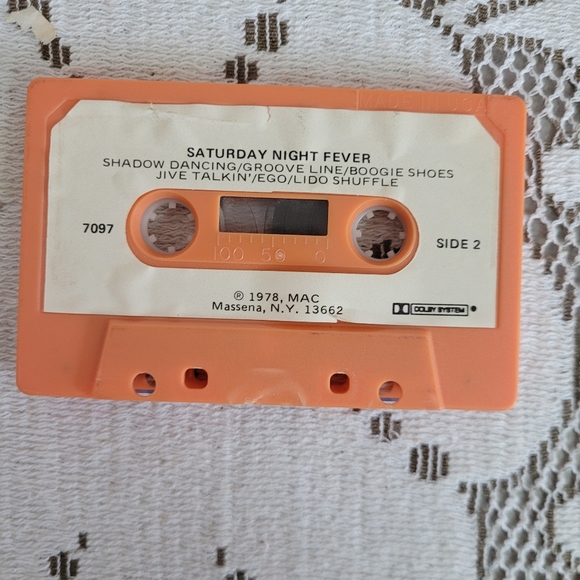 SATURDAY NIGHT FEVER
SHADOW DANCING/GROOVE LINE/BOOGIE SHOES
JIVE TALKIN'/EGO/LIDO SHUFFLE
7097
SIDE 2
100 50 0
℗ 1978, MAC
Massena, N.Y. 13662
DOLBY SYSTEM